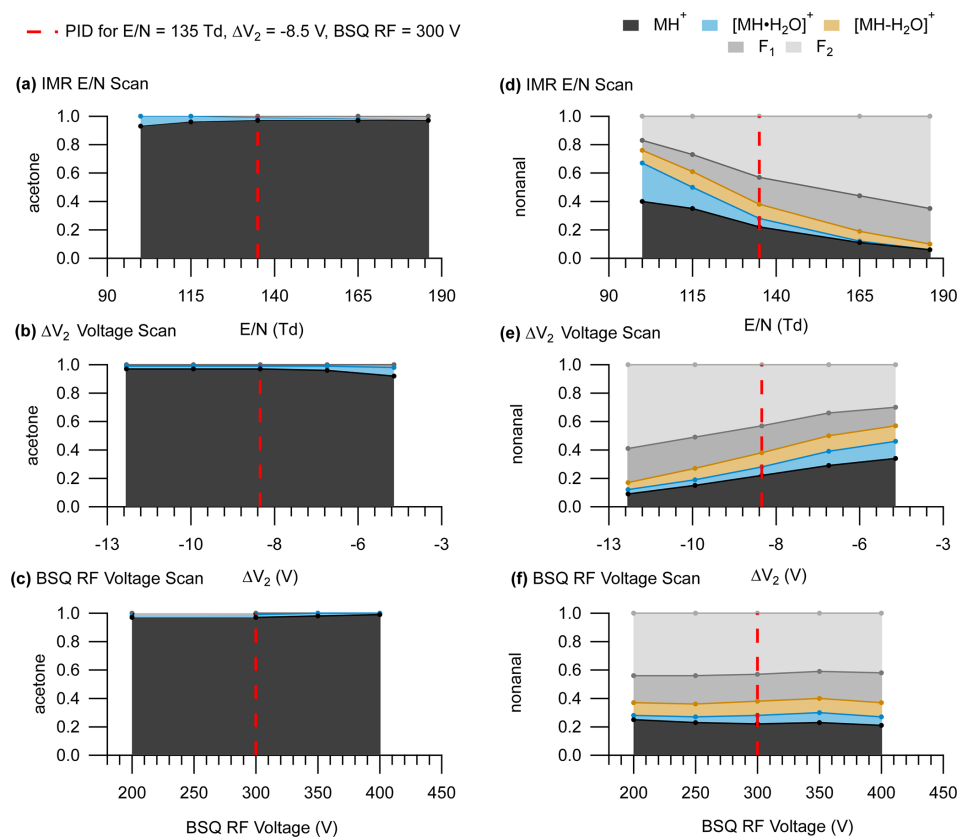 PID for E/N = 135 Td, ΔV2 = -8.5 V, BSQ RF = 300 V
MH+ [MH•H2O]+ [MH-H2O]+
F1 F2
(a) IMR E/N Scan
1.0
0.8
0.6
0.4
0.2
0.0
acetone
90 115 140 165 190
E/N (Td)
(d) IMR E/N Scan
1.0
0.8
0.6
0.4
0.2
0.0
nonanal
90 115 140 165 190
E/N (Td)
(b) ΔV2 Voltage Scan
1.0
0.8
0.6
0.4
0.2
0.0
acetone
-13 -10 -8 -5 -3
ΔV2 (V)
(e) ΔV2 Voltage Scan
1.0
0.8
0.6
0.4
0.2
0.0
nonanal
-13 -10 -8 -5 -3
ΔV2 (V)
(c) BSQ RF Voltage Scan
1.0
0.8
0.6
0.4
0.2
0.0
acetone
200 250 300 350 400 450
BSQ RF Voltage (V)
(f) BSQ RF Voltage Scan
1.0
0.8
0.6
0.4
0.2
0.0
nonanal
200 250 300 350 400 450
BSQ RF Voltage (V)